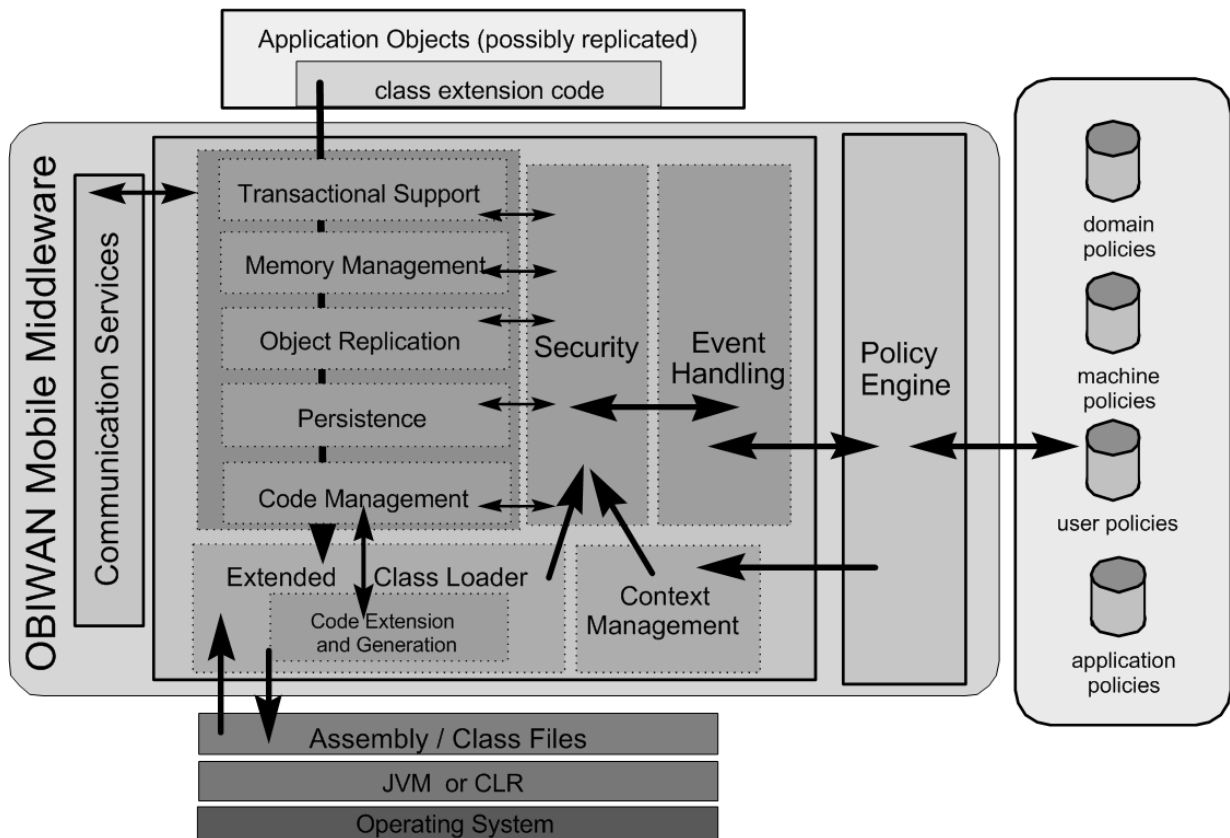 Application Objects (possibly replicated)
class extension code
OBIWAN Mobile Middleware
Communication Services
Transactional Support
Memory Management
Object Replication
Persistence
Code Management
Security
Event
Handling
Policy
Engine
Extended Class Loader
Code Extension
and Generation
Context
Management
domain
policies
machine
policies
user policies
application
policies
Assembly / Class Files
JVM or CLR
Operating System